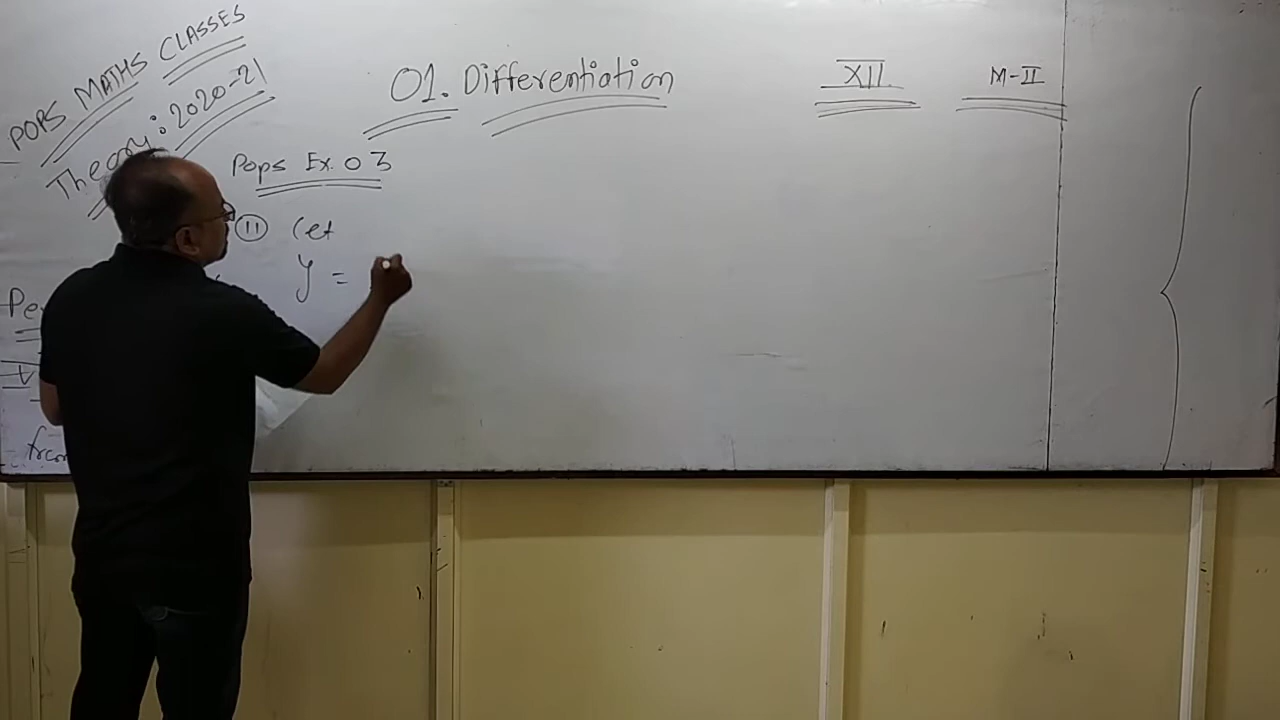 POPS MATHS CLASSES
Theory: 2020-21
01. Differentiation
XII
M-II
Pops Ex. 03
11 Let
y =